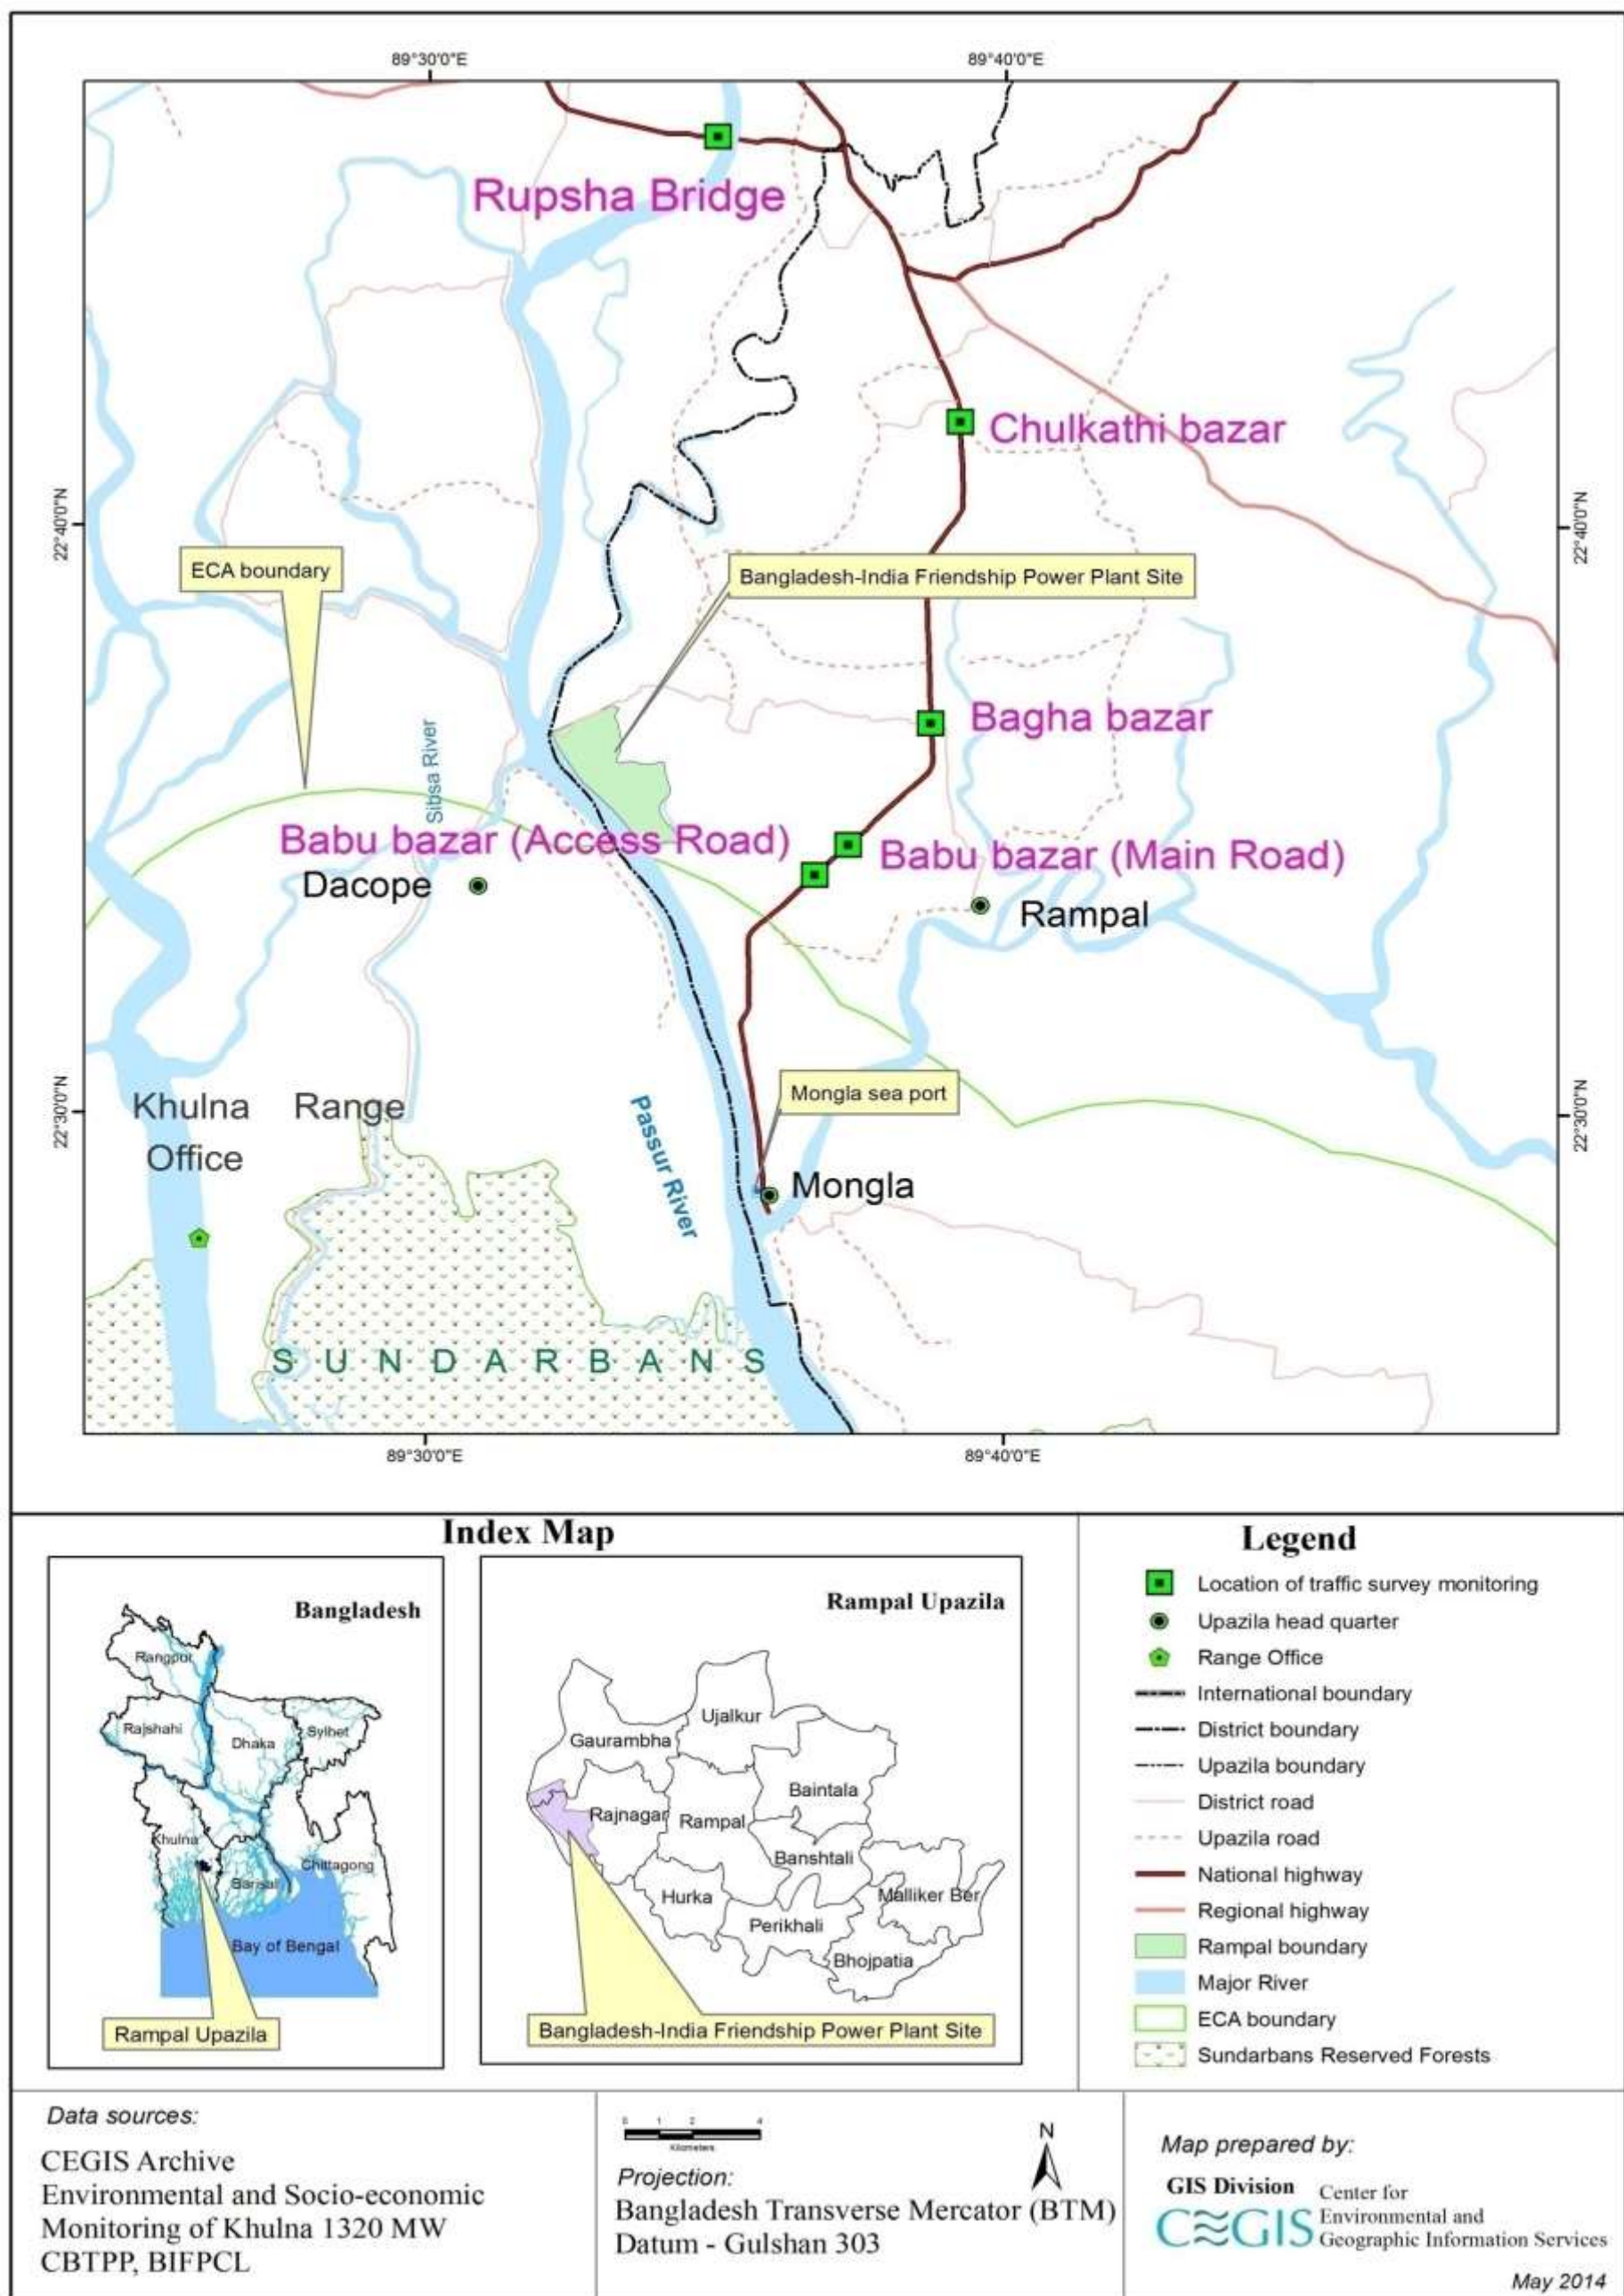 89°30'0"E
89°40'0"E
Rupsha Bridge
Chulkathi bazar
22°40'0"N
22°40'0"N
ECA boundary
Bangladesh-India Friendship Power Plant Site
Bagha bazar
Sibsa River
Babu bazar (Access Road)
Babu bazar (Main Road)
Dacope
Rampal
22°30'0"N
22°30'0"N
Mongla sea port
Khulna Range
Office
Passur River
Mongla
SUNDARBANS
89°30'0"E
89°40'0"E
Index Map
Bangladesh
Rangpur
Rajshahi
Dhaka
Sylhet
Khulna
Barisal
Chittagong
Bay of Bengal
Rampal Upazila
Rampal Upazila
Ujalkur
Gaurambha
Baintala
Rajnagar
Rampal
Banshtali
Hurka
Malliker Ber
Perikhali
Bhojpatia
Bangladesh-India Friendship Power Plant Site
Legend
Location of traffic survey monitoring
Upazila head quarter
Range Office
International boundary
District boundary
Upazila boundary
District road
Upazila road
National highway
Regional highway
Rampal boundary
Major River
ECA boundary
Sundarbans Reserved Forests
Data sources:
CEGIS Archive
Environmental and Socio-economic
Monitoring of Khulna 1320 MW
CBTPP, BIFPCL
0 1 2 4
Kilometers
N
Projection:
Bangladesh Transverse Mercator (BTM)
Datum - Gulshan 303
Map prepared by:
GIS Division
CEGIS
Center for
Environmental and
Geographic Information Services
May 2014